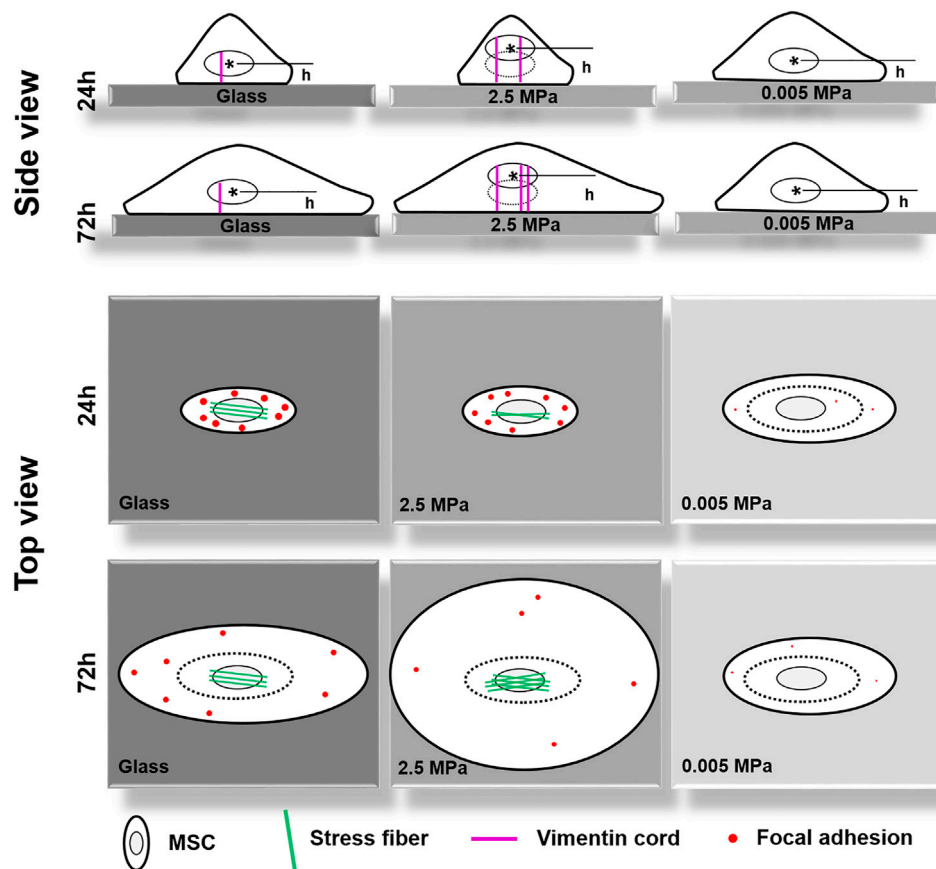 Side view
24h
* h
Glass
* h
2.5 MPa
* h
0.005 MPa
72h
* h
Glass
* h
2.5 MPa
* h
0.005 MPa
Top view
24h
Glass
2.5 MPa
0.005 MPa
72h
Glass
2.5 MPa
0.005 MPa
MSC
Stress fiber
Vimentin cord
Focal adhesion